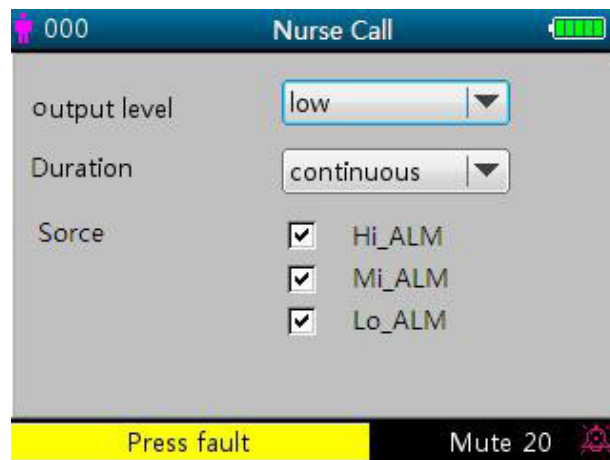 000 Nurse Call
output level low
Duration continuous
Sorce Hi_ALM
Mi_ALM
Lo_ALM
Press fault Mute 20